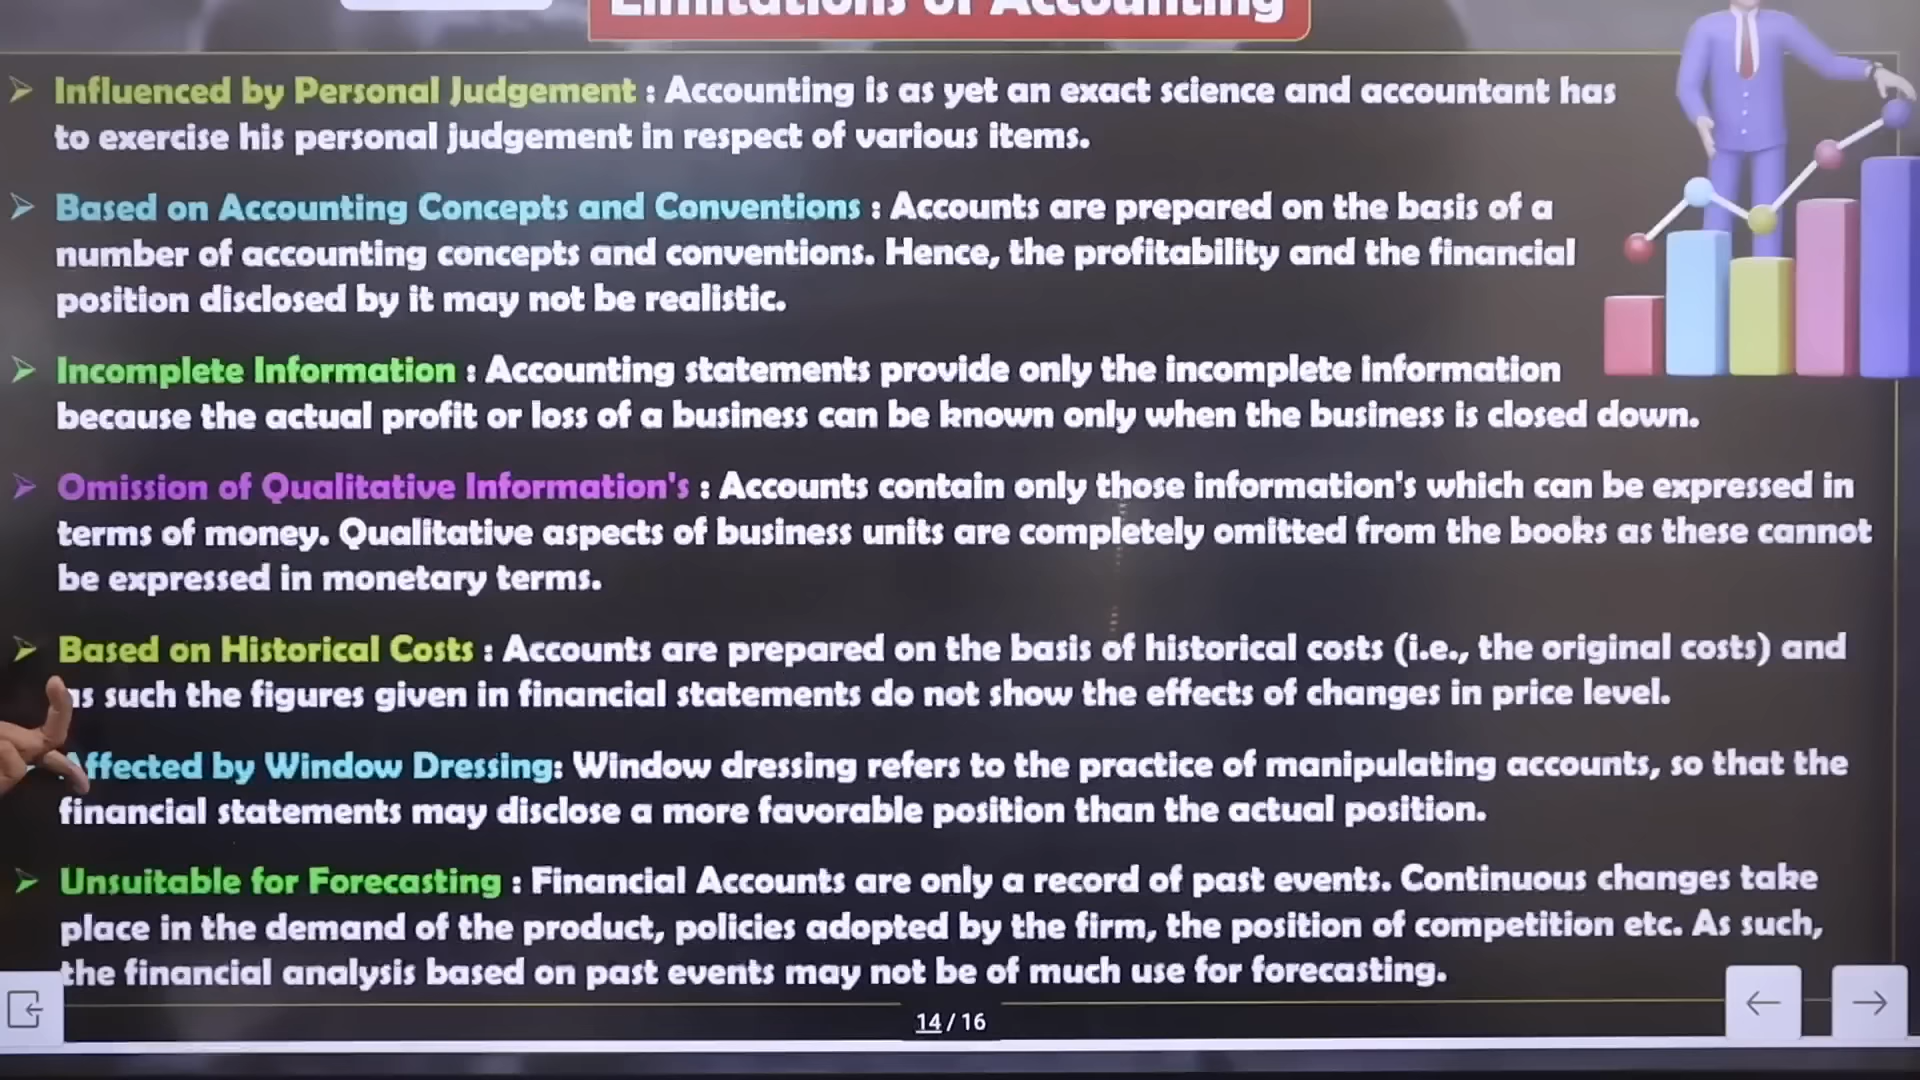 Limitations of Accounting
➢ Influenced by Personal Judgement : Accounting is as yet an exact science and accountant has
to exercise his personal judgement in respect of various items.
➢ Based on Accounting Concepts and Conventions : Accounts are prepared on the basis of a
number of accounting concepts and conventions. Hence, the profitability and the financial
position disclosed by it may not be realistic.
➢ Incomplete Information : Accounting statements provide only the incomplete information
because the actual profit or loss of a business can be known only when the business is closed down.
➢ Omission of Qualitative Information's : Accounts contain only those information's which can be expressed in
terms of money. Qualitative aspects of business units are completely omitted from the books as these cannot
be expressed in monetary terms.
➢ Based on Historical Costs : Accounts are prepared on the basis of historical costs (i.e., the original costs) and
as such the figures given in financial statements do not show the effects of changes in price level.
Affected by Window Dressing: Window dressing refers to the practice of manipulating accounts, so that the
financial statements may disclose a more favorable position than the actual position.
➢ Unsuitable for Forecasting : Financial Accounts are only a record of past events. Continuous changes take
place in the demand of the product, policies adopted by the firm, the position of competition etc. As such,
the financial analysis based on past events may not be of much use for forecasting.
14 / 16